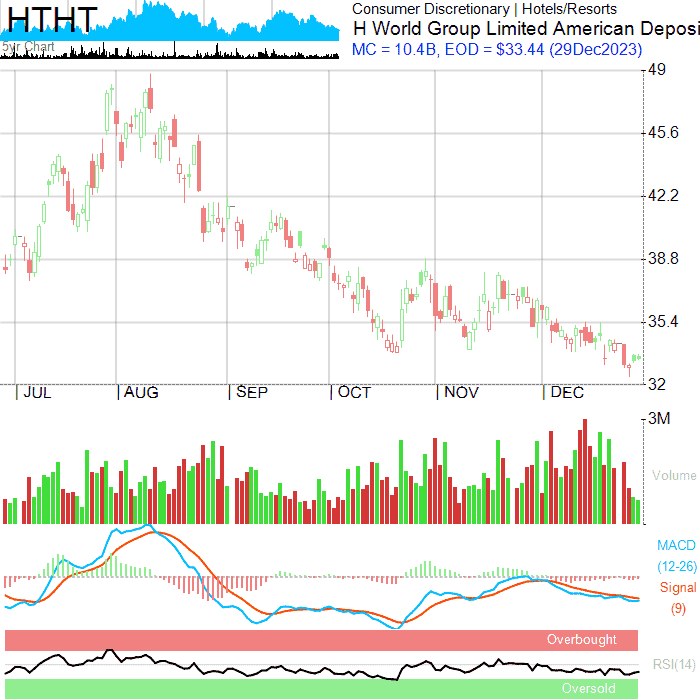 HTHT
5yr Chart
Consumer Discretionary | Hotels/Resorts
H World Group Limited American Deposi
MC = 10.4B, EOD = $33.44 (29Dec2023)
49
45.6
42.2
38.8
35.4
32
| JUL | AUG | SEP | OCT | NOV | DEC
3M
Volume
MACD
(12-26)
Signal
(9)
Overbought
RSI(14)
Oversold